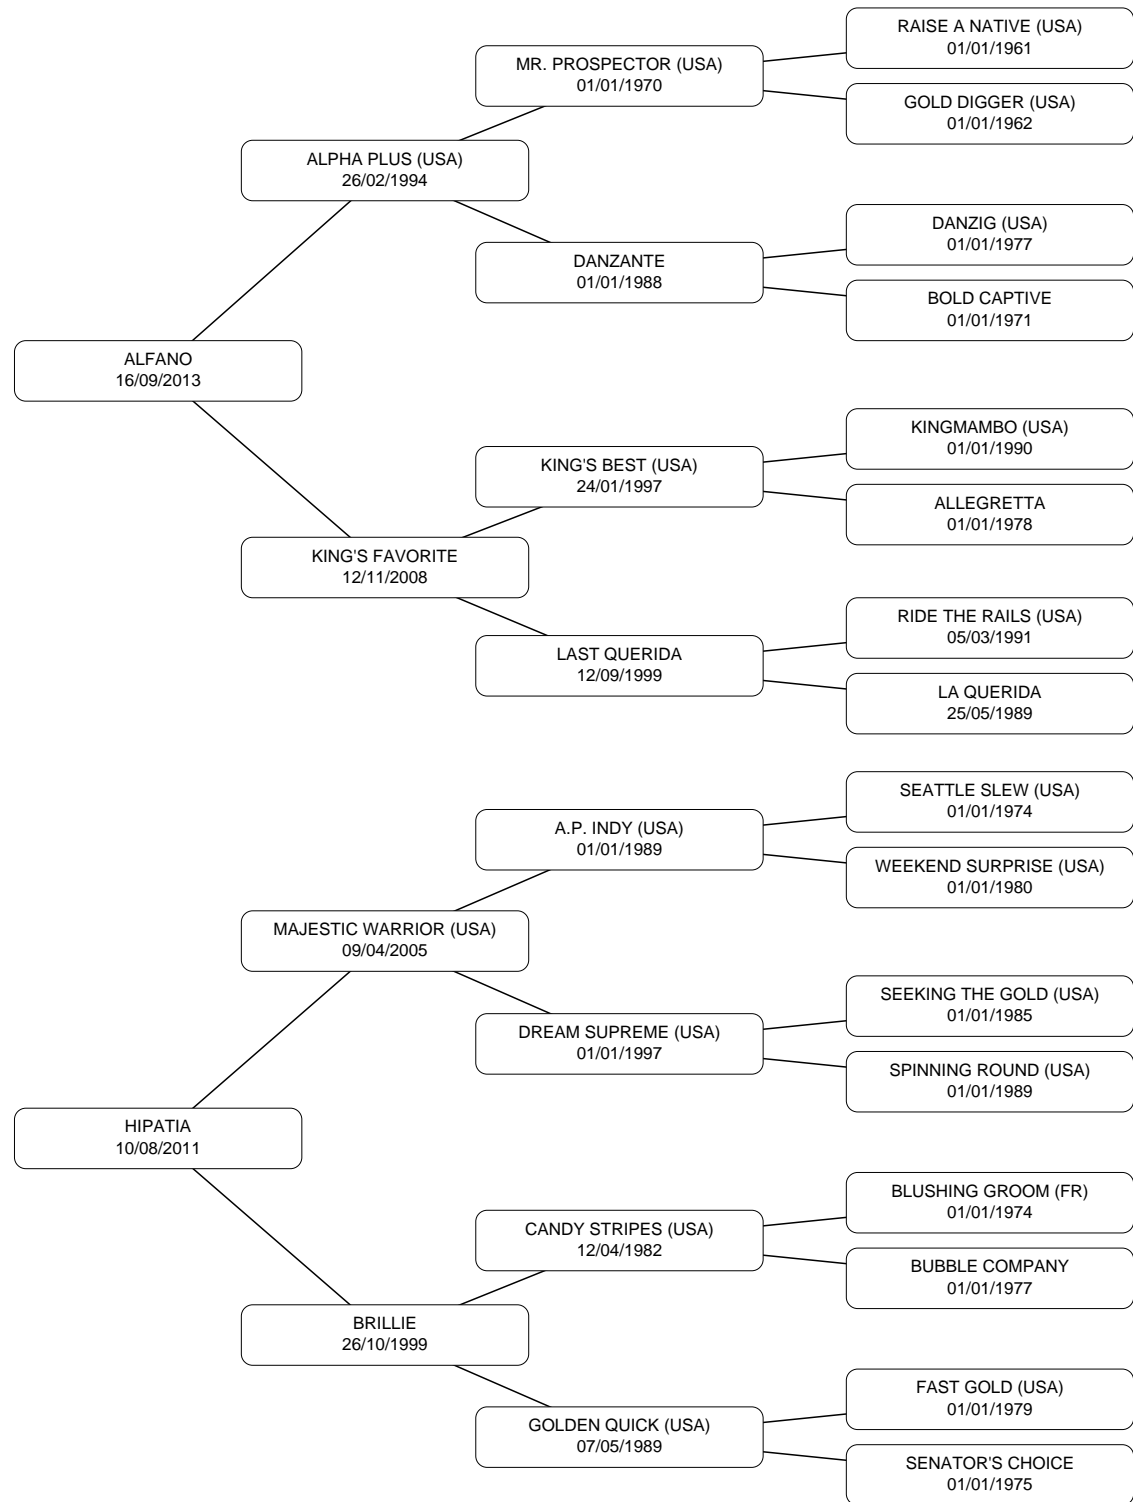 RAISE A NATIVE (USA)
01/01/1961
MR. PROSPECTOR (USA)
01/01/1970
GOLD DIGGER (USA)
01/01/1962
ALPHA PLUS (USA)
26/02/1994
DANZIG (USA)
01/01/1977
DANZANTE
01/01/1988
BOLD CAPTIVE
01/01/1971
ALFANO
16/09/2013
KINGMAMBO (USA)
01/01/1990
KING'S BEST (USA)
24/01/1997
ALLEGRETTA
01/01/1978
KING'S FAVORITE
12/11/2008
RIDE THE RAILS (USA)
05/03/1991
LAST QUERIDA
12/09/1999
LA QUERIDA
25/05/1989
SEATTLE SLEW (USA)
01/01/1974
A.P. INDY (USA)
01/01/1989
WEEKEND SURPRISE (USA)
01/01/1980
MAJESTIC WARRIOR (USA)
09/04/2005
SEEKING THE GOLD (USA)
01/01/1985
DREAM SUPREME (USA)
01/01/1997
SPINNING ROUND (USA)
01/01/1989
HIPATIA
10/08/2011
BLUSHING GROOM (FR)
01/01/1974
CANDY STRIPES (USA)
12/04/1982
BUBBLE COMPANY
01/01/1977
BRILLIE
26/10/1999
FAST GOLD (USA)
01/01/1979
GOLDEN QUICK (USA)
07/05/1989
SENATOR'S CHOICE
01/01/1975